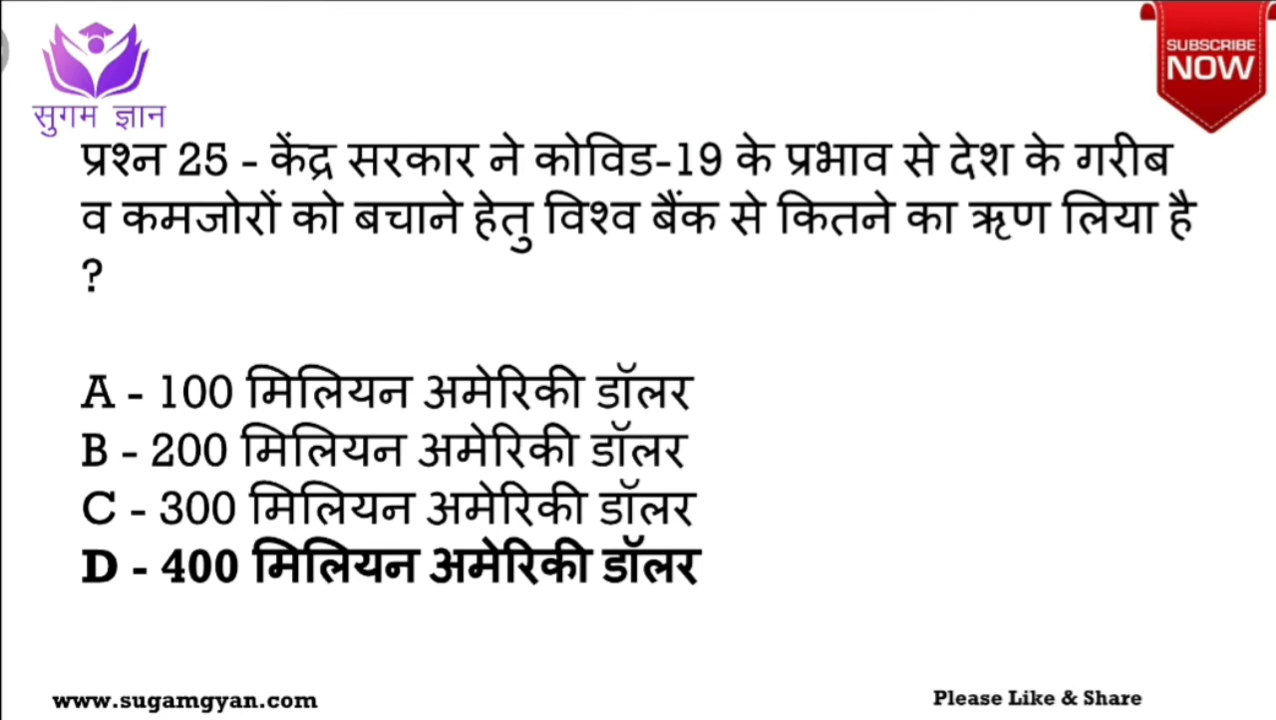 सुगम ज्ञान
SUBSCRIBE
NOW
प्रश्न 25 - केंद्र सरकार ने कोविड-19 के प्रभाव से देश के गरीब
व कमजोरों को बचाने हेतु विश्व बैंक से कितने का ऋण लिया है
?
A - 100 मिलियन अमेरिकी डॉलर
B - 200 मिलियन अमेरिकी डॉलर
C - 300 मिलियन अमेरिकी डॉलर
D - 400 मिलियन अमेरिकी डॉलर
www.sugamgyan.com
Please Like & Share